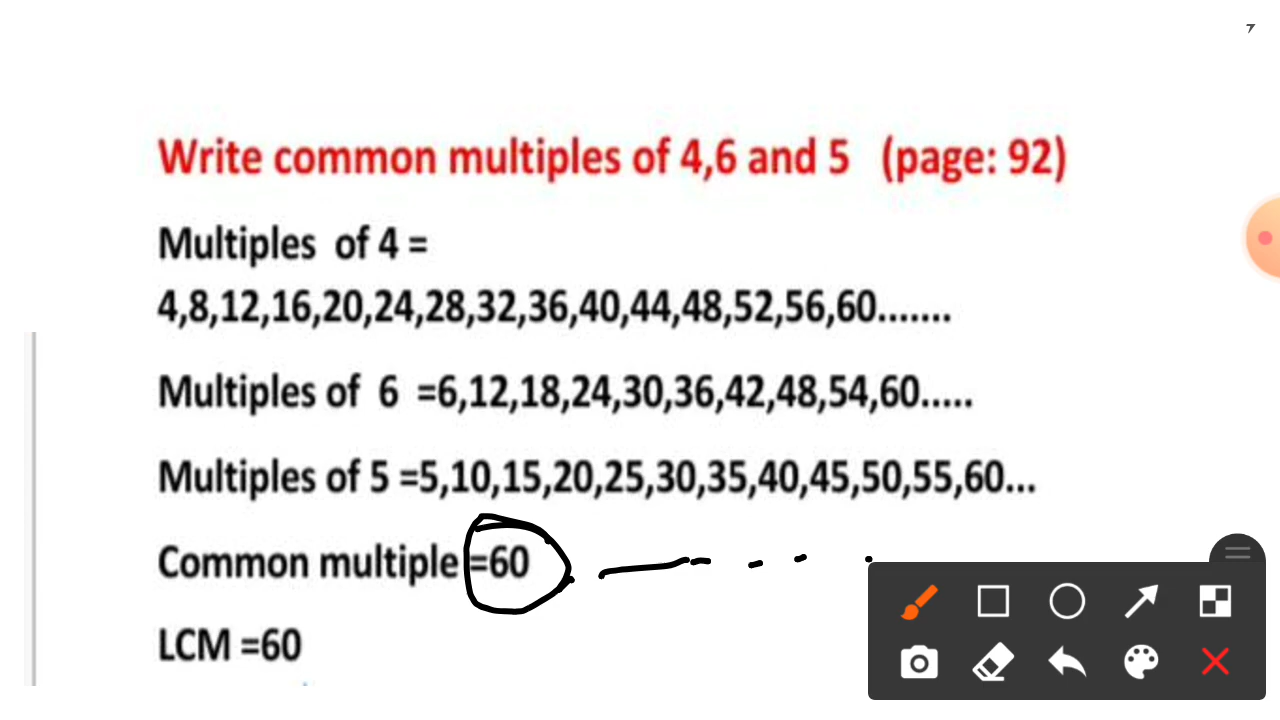 Write common multiples of 4,6 and 5 (page: 92)
Multiples of 4 =
4,8,12,16,20,24,28,32,36,40,44,48,52,56,60.......
Multiples of 6 =6,12,18,24,30,36,42,48,54,60.....
Multiples of 5 =5,10,15,20,25,30,35,40,45,50,55,60...
Common multiple =60
LCM =60